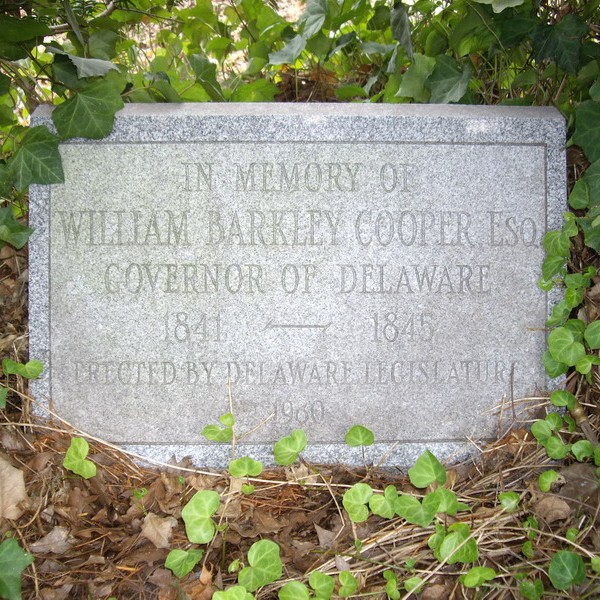 IN MEMORY OF
WILLIAM BARKLEY COOPER ESQ.
GOVERNOR OF DELAWARE
1841 — 1845
ERECTED BY DELAWARE LEGISLATURE
1960